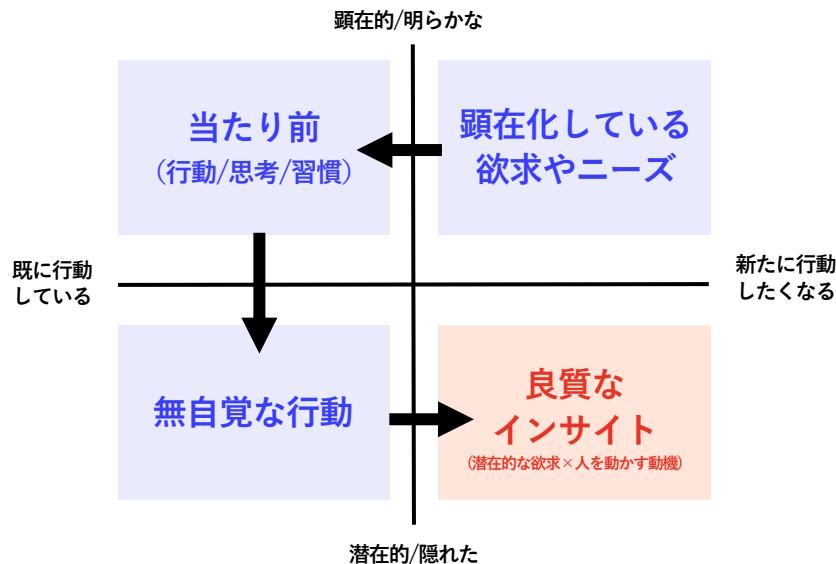 顕在的/明らかな
当たり前
(行動/思考/習慣)
顕在化している
欲求やニーズ
既に行動
している
新たに行動
したくなる
無自覚な行動
良質な
インサイト
(潜在的な欲求×人を動かす動機)
潜在的/隠れた